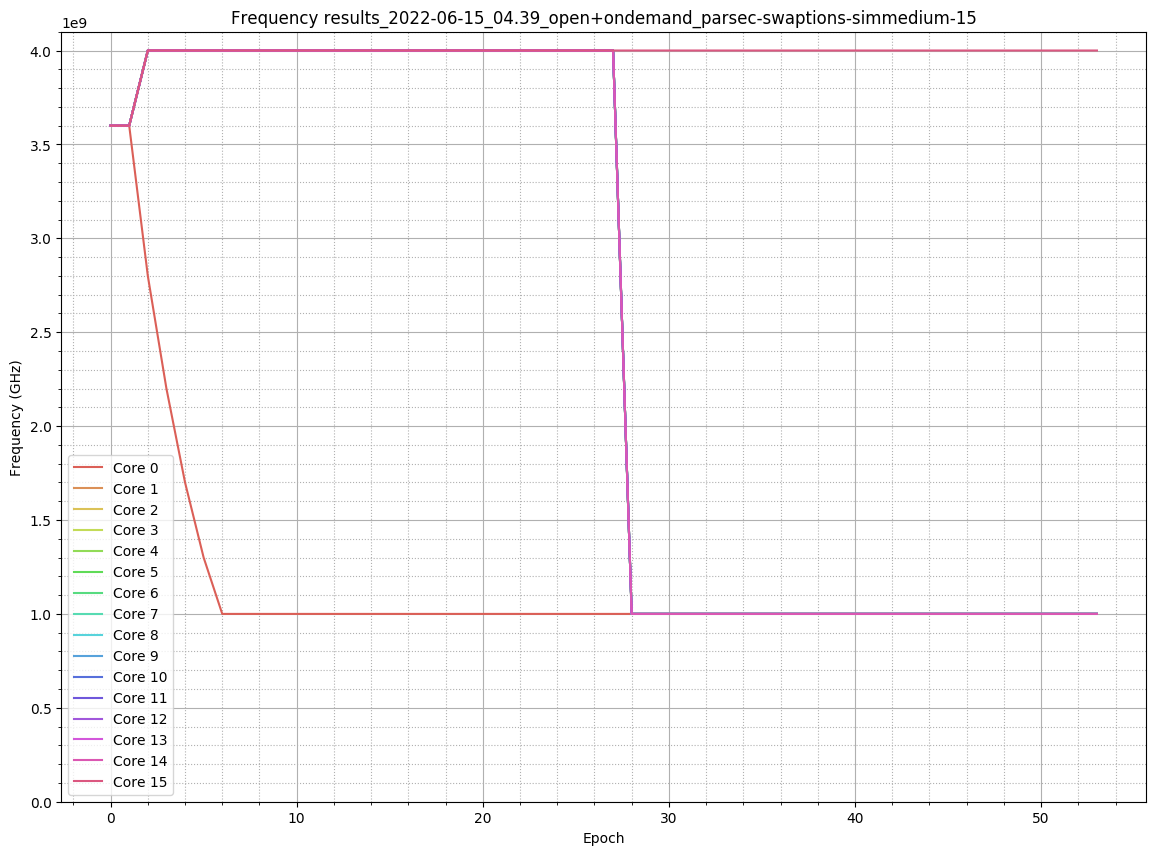 Frequency results_2022-06-15_04.39_open+ondemand_parsec-swaptions-simmedium-15
1e9
4.0
3.5
3.0
2.5
2.0
1.5
1.0
0.5
0.0
Frequency (GHz)
Core 0
Core 1
Core 2
Core 3
Core 4
Core 5
Core 6
Core 7
Core 8
Core 9
Core 10
Core 11
Core 12
Core 13
Core 14
Core 15
0 10 20 30 40 50
Epoch